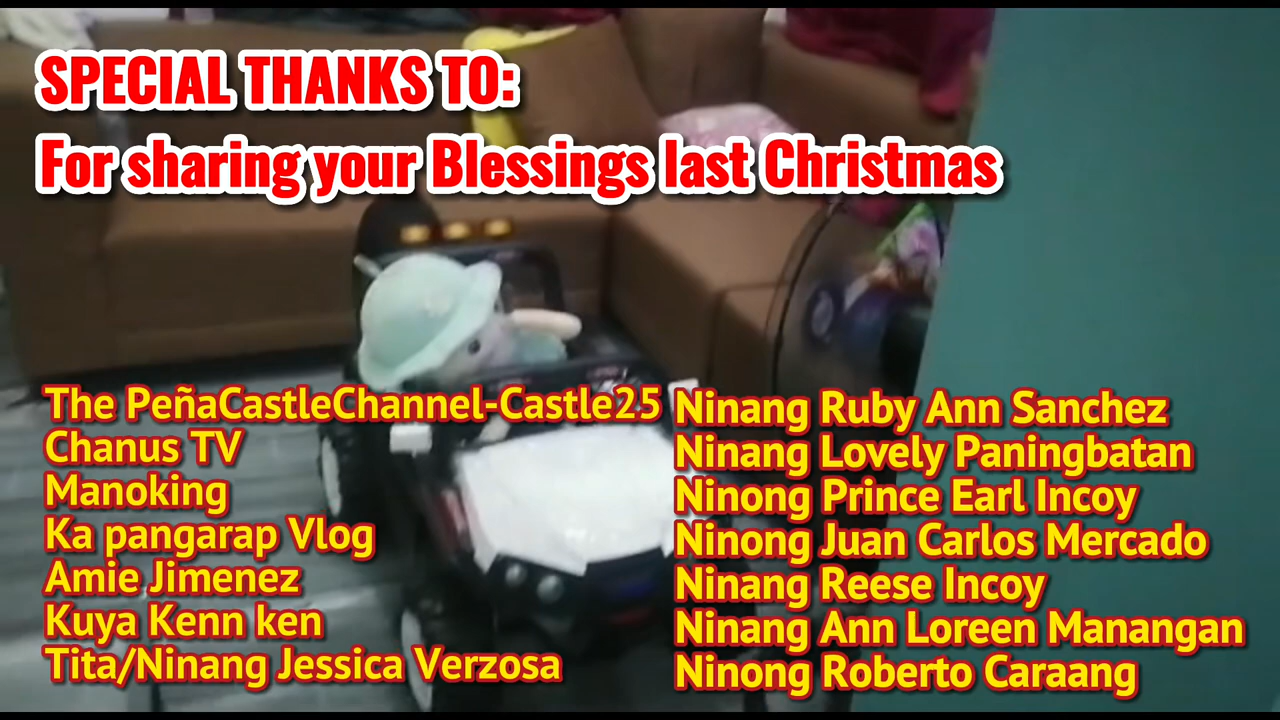 SPECIAL THANKS TO:
For sharing your Blessings last Christmas
The PeñaCastleChannel-Castle25
Chanus TV
Manoking
Ka pangarap Vlog
Amie Jimenez
Kuya Kenn ken
Tita/Ninang Jessica Verzosa
Ninang Ruby Ann Sanchez
Ninang Lovely Paningbatan
Ninong Prince Earl Incoy
Ninong Juan Carlos Mercado
Ninang Reese Incoy
Ninang Ann Loreen Manangan
Ninong Roberto Caraang